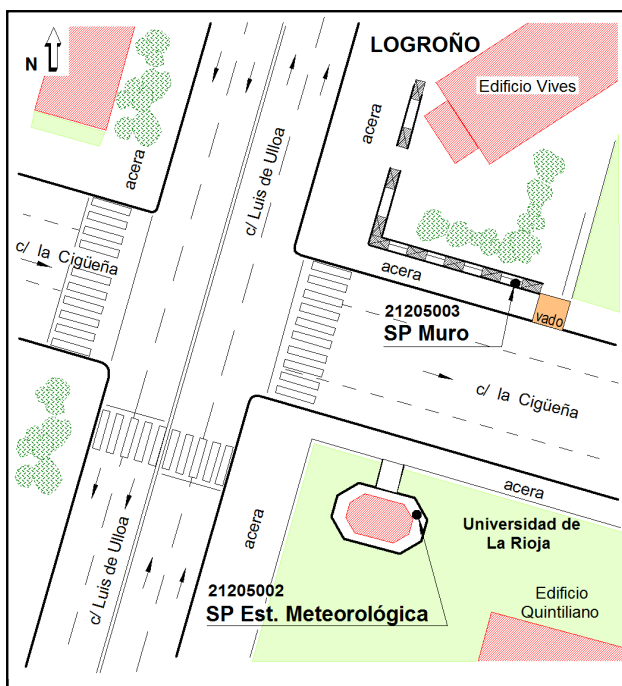 LOGROÑO
N
Edificio Vives
acera
acera
c/ Luis de Ulloa
c/ la Cigüeña
acera
21205003
SP Muro
vado
c/ la Cigüeña
acera
Universidad de
La Rioja
acera
c/ Luis de Ulloa
21205002
SP Est. Meteorológica
Edificio
Quintiliano